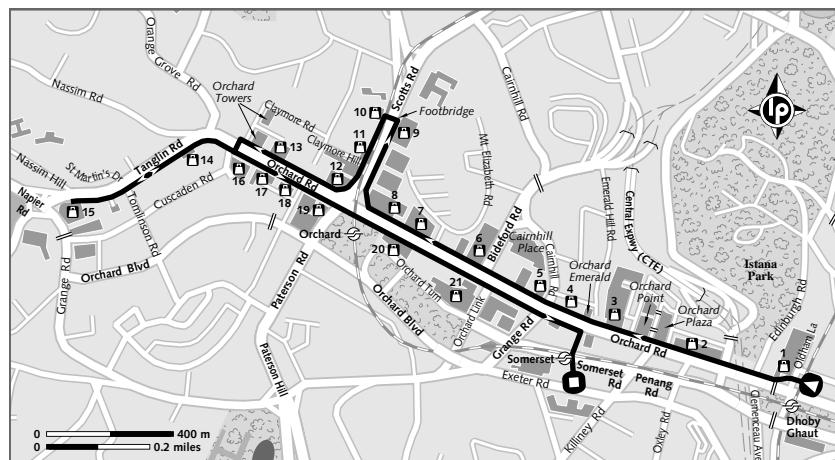 Orange
Grove Rd
Nassim Rd
Orchard
Towers
Claymore Rd
Claymore Hill
10
11
Scotts Rd
Footbridge
9
Cairnhill Rd
LP
13
12
14
Tanglin Rd
St Martin's Dr
Nassim Hill
Napier
Rd
15
Cuscaden Rd
Tomlinson Rd
16
17
18
19
Orchard Rd
Orchard
8
7
Mt Elizabeth Rd
Emerald Hill Rd
Central Expwy (CTE)
Istana
Park
Edinburgh Rd
Grange Rd
Orchard Blvd
Paterson Rd
20
Orchard Turn
21
6
Bideford Rd
Cairnhill
Place
Cairnhill Rd
5
4
Orchard
Emerald
3
Orchard
Point
Orchard
Plaza
2
1
Oldham La
Orchard Blvd
Orchard Link
Grange Rd
Orchard Rd
Somerset
Somerset
Rd
Penang
Rd
Exeter Rd
Killiney Rd
Oxley Rd
Clemenceau Ave
Dhoby
Ghaut
Paterson Hill
0 400 m
0 0.2 miles